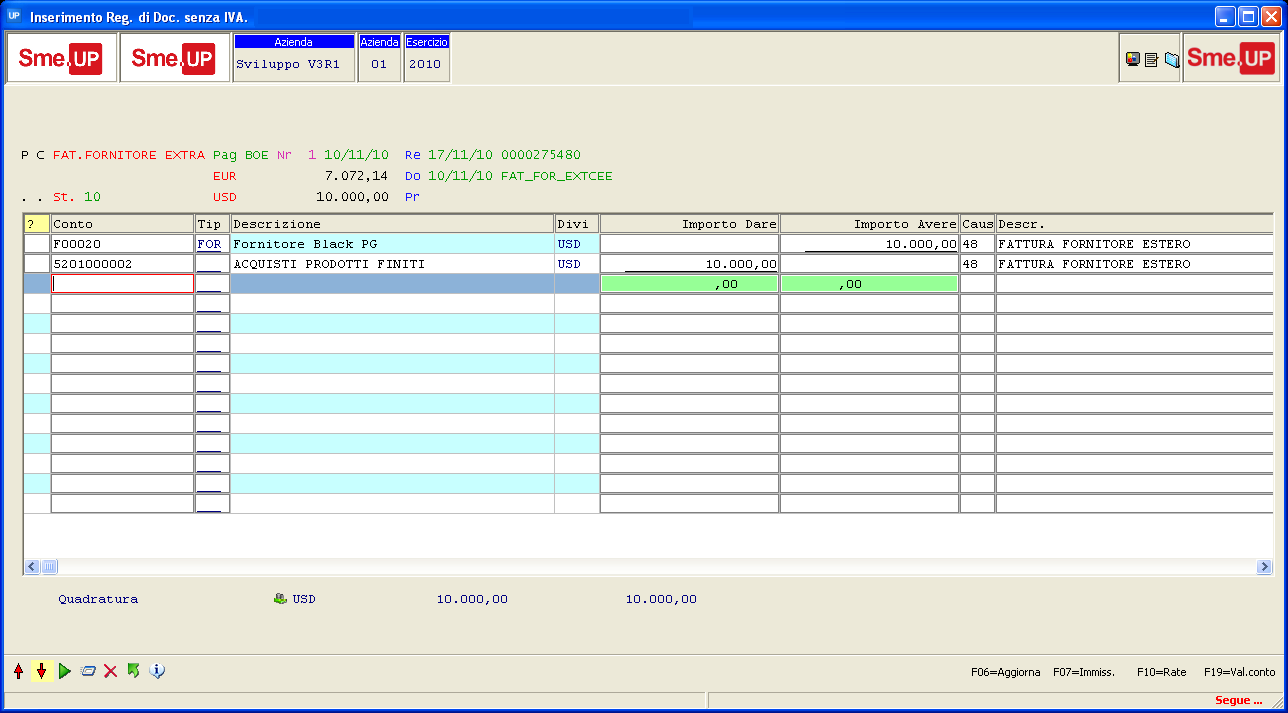 UP Inserimento Reg. di Doc. senza IVA.
Sme.UP Sme.UP Azienda Azienda Esercizio Sme.UP
Sviluppo V3R1 01 2010
P C FAT.FORNITORE EXTRA Pag BOE Nr 1 10/11/10 Re 17/11/10 0000275480
EUR 7.072,14 Do 10/11/10 FAT_FOR_EXTCEE
. . St. 10 USD 10.000,00 Pr
? Conto Tip Descrizione Divi Importo Dare Importo Avere Caus Descr.
F00020 FOR Fornitore Black PG USD 10.000,00 48 FATTURA FORNITORE ESTERO
5201000002 ___ ACQUISTI PRODOTTI FINITI USD 10.000,00 48 FATTURA FORNITORE ESTERO
,00 ,00
Quadratura USD 10.000,00 10.000,00
F06=Aggiorna F07=Immiss. F10=Rate F19=Val.conto
Segue ...